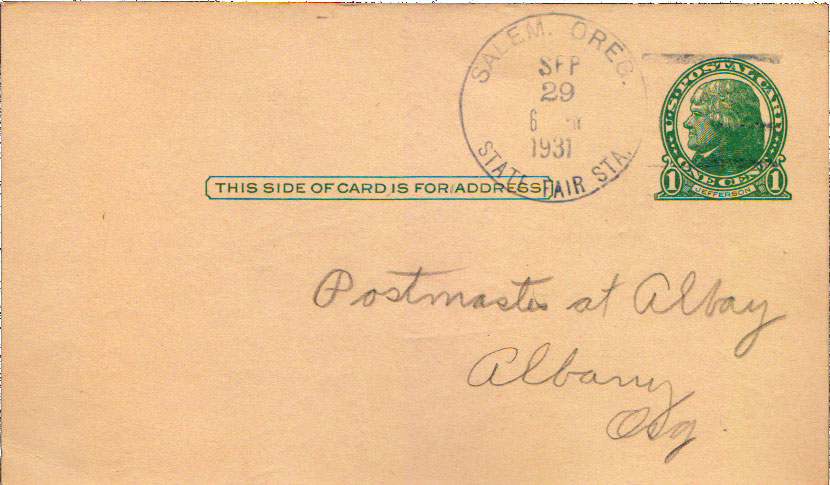 SALEM. OREG.
SEP
29
6
1931
STATE FAIR STA.
U.S. POSTAL CARD
ONE CENT
1 JEFFERSON 1
THIS SIDE OF CARD IS FOR ADDRESS
Postmaster at Albay
Albany
Org